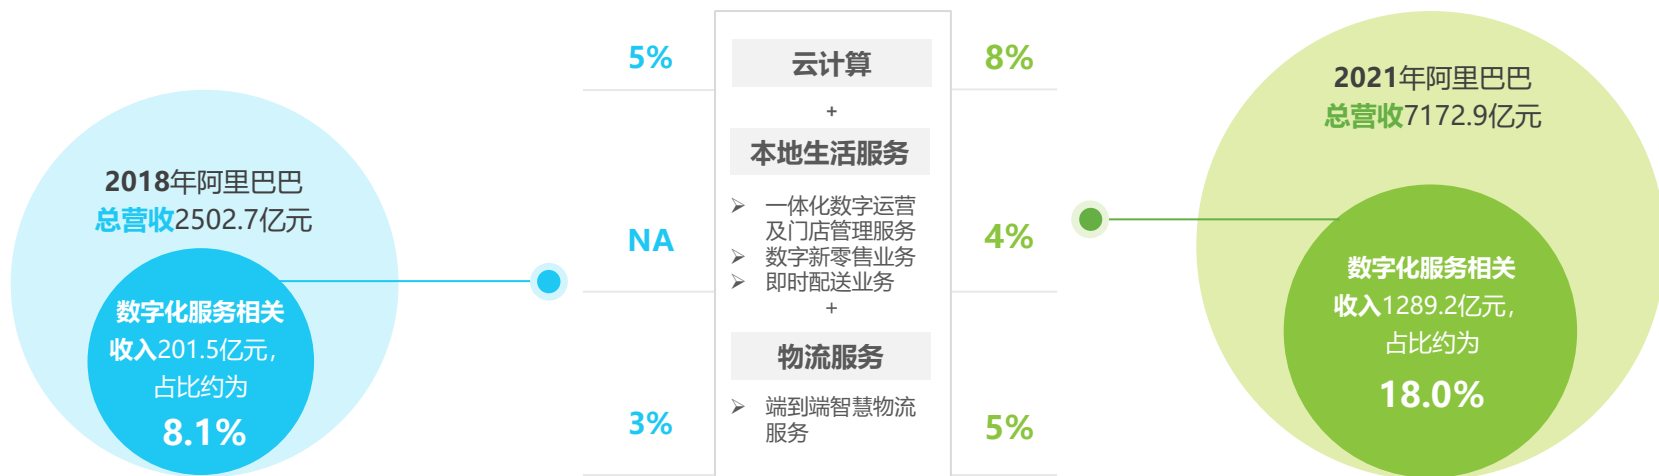 2018年阿里巴巴
总营收2502.7亿元
数字化服务相关
收入201.5亿元，
占比约为
8.1%
5%
NA
3%
云计算
+
本地生活服务
➢ 一体化数字运营
及门店管理服务
➢ 数字新零售业务
➢ 即时配送业务
+
物流服务
➢ 端到端智慧物流
服务
8%
4%
5%
2021年阿里巴巴
总营收7172.9亿元
数字化服务相关
收入1289.2亿元，
占比约为
18.0%